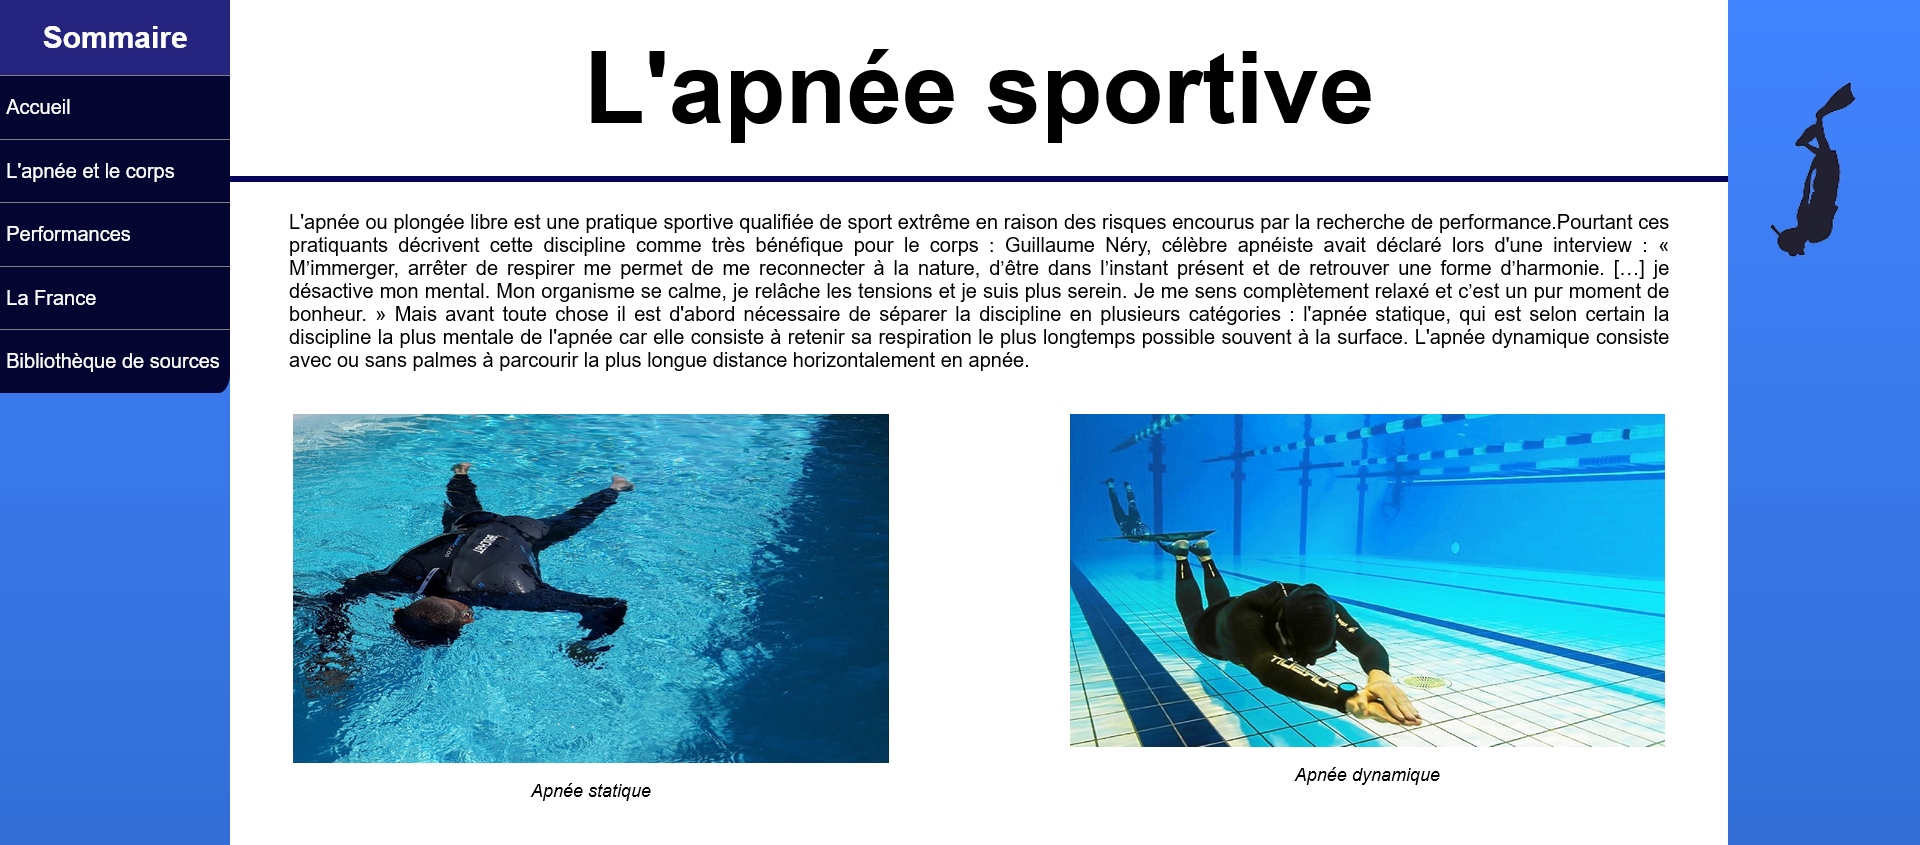 Sommaire
Accueil
L'apnée et le corps
Performances
La France
Bibliothèque de sources
L'apnée sportive
L'apnée ou plongée libre est une pratique sportive qualifiée de sport extrême en raison des risques encourus par la recherche de performance.Pourtant ces
pratiquants décrivent cette discipline comme très bénéfique pour le corps : Guillaume Néry, célèbre apnéiste avait déclaré lors d'une interview : «
M’immerger, arrêter de respirer me permet de me reconnecter à la nature, d’être dans l’instant présent et de retrouver une forme d’harmonie. […] je
désactive mon mental. Mon organisme se calme, je relâche les tensions et je suis plus serein. Je me sens complètement relaxé et c’est un pur moment de
bonheur. » Mais avant toute chose il est d'abord nécessaire de séparer la discipline en plusieurs catégories : l'apnée statique, qui est selon certain la
discipline la plus mentale de l'apnée car elle consiste à retenir sa respiration le plus longtemps possible souvent à la surface. L'apnée dynamique consiste
avec ou sans palmes à parcourir la plus longue distance horizontalement en apnée.
Apnée statique
Apnée dynamique